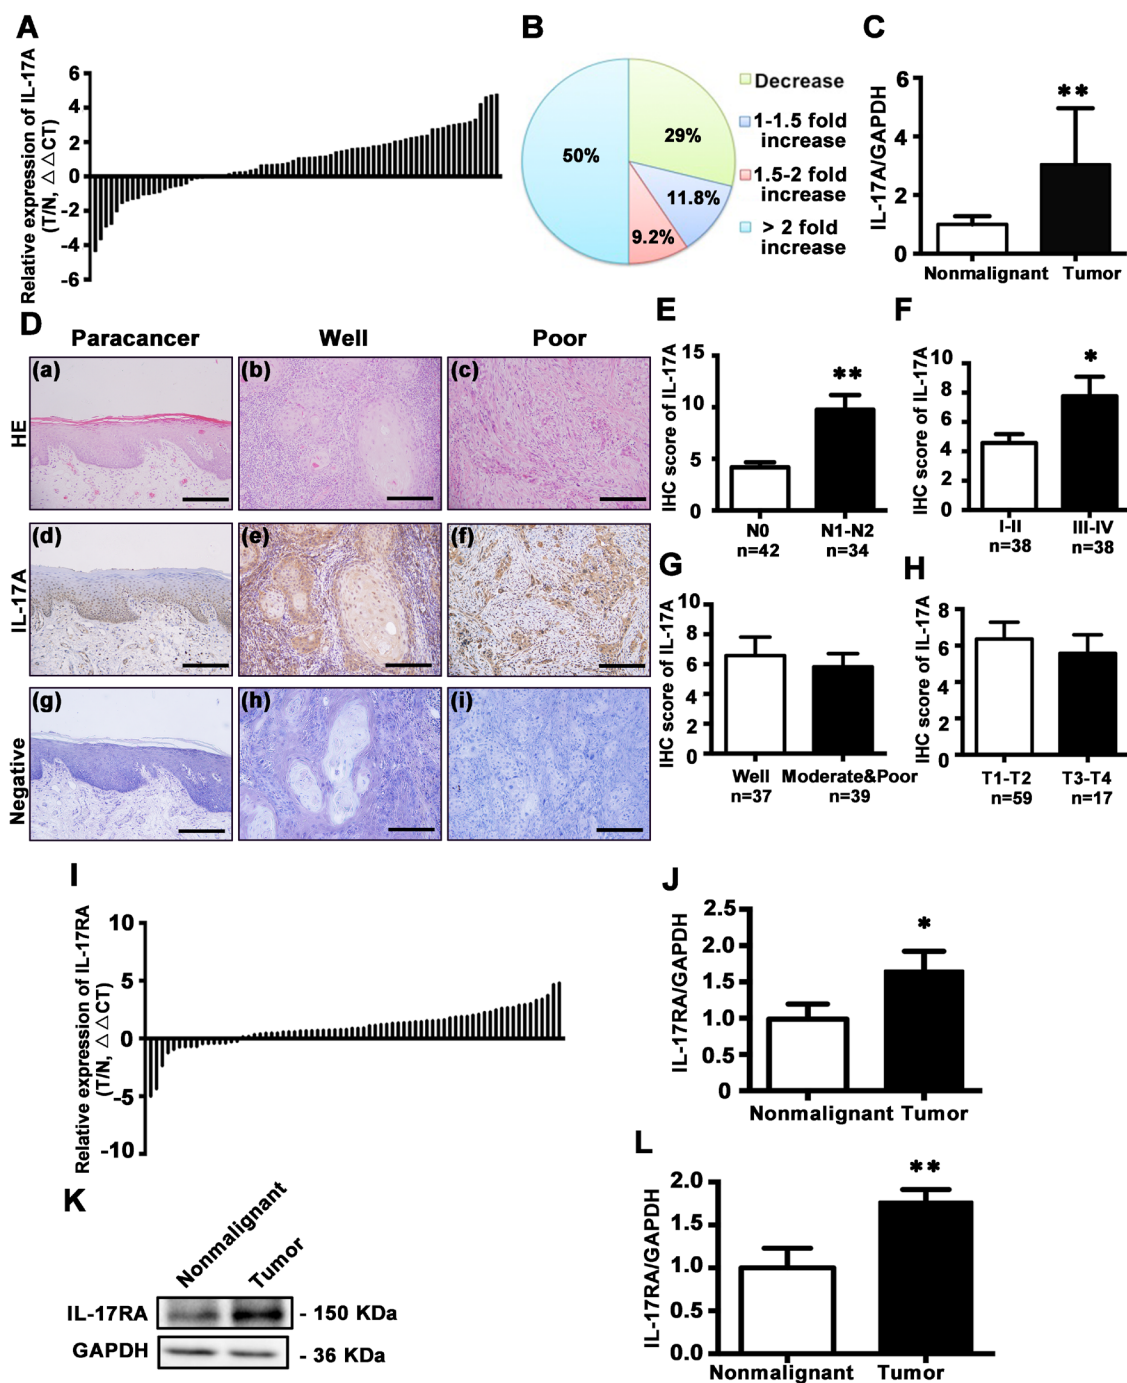 A
Relative expression of IL-17A
(T/N, △△CT)
6
4
2
0
-2
-4
-6
B
50%
29%
11.8%
9.2%
Decrease
1-1.5 fold
increase
1.5-2 fold
increase
> 2 fold
increase
C
IL-17A/GAPDH
6
4
2
0
**
Nonmalignant Tumor
D
Paracancer Well Poor
HE
(a) (b) (c)
IL-17A
(d) (e) (f)
Negative
(g) (h) (i)
E
IHC score of IL-17A
15
10
5
0
**
N0 N1-N2
n=42 n=34
F
IHC score of IL-17A
10
8
6
4
2
0
*
I-II III-IV
n=38 n=38
G
IHC score of IL-17A
10
8
6
4
2
0
Well Moderate&Poor
n=37 n=39
H
IHC score of IL-17A
8
6
4
2
0
T1-T2 T3-T4
n=59 n=17
I
Relative expression of IL-17RA
(T/N, △△CT)
10
5
0
-5
-10
J
IL-17RA/GAPDH
2.5
2.0
1.5
1.0
0.5
0
*
Nonmalignant Tumor
K
Nonmalignant
Tumor
IL-17RA - 150 KDa
GAPDH - 36 KDa
L
IL-17RA/GAPDH
2.0
1.5
1.0
0.5
0.0
**
Nonmalignant Tumor